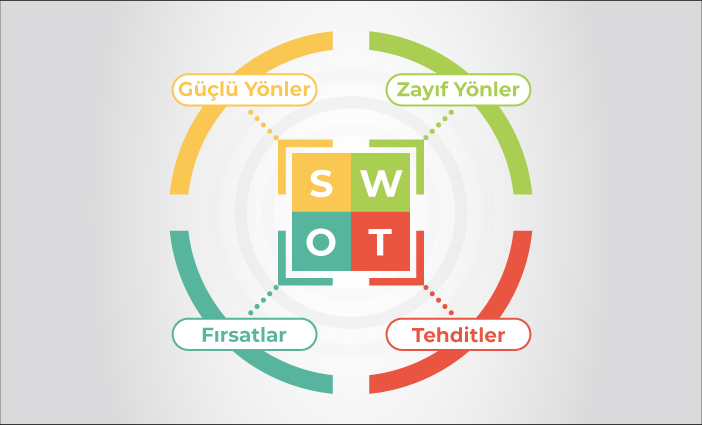 Güçlü Yönler
Zayıf Yönler
S W
O T
Fırsatlar
Tehditler